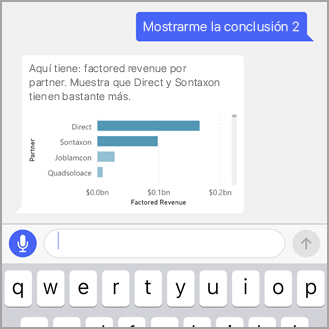 Mostrarme la conclusión 2
Aquí tiene: factored revenue por
partner. Muestra que Direct y Sontaxon
tienen bastante más.
Partner
Direct
Sontaxon
Joblamcon
Quadsoloace
$0.0bn $0.1bn $0.2bn
Factored Revenue
q w e r t y u i o p